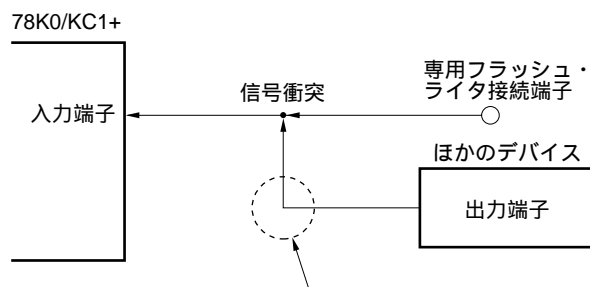 78K0/KC1+
専用フラッシュ・
ライタ接続端子
信号衝突
入力端子
ほかのデバイス
出力端子